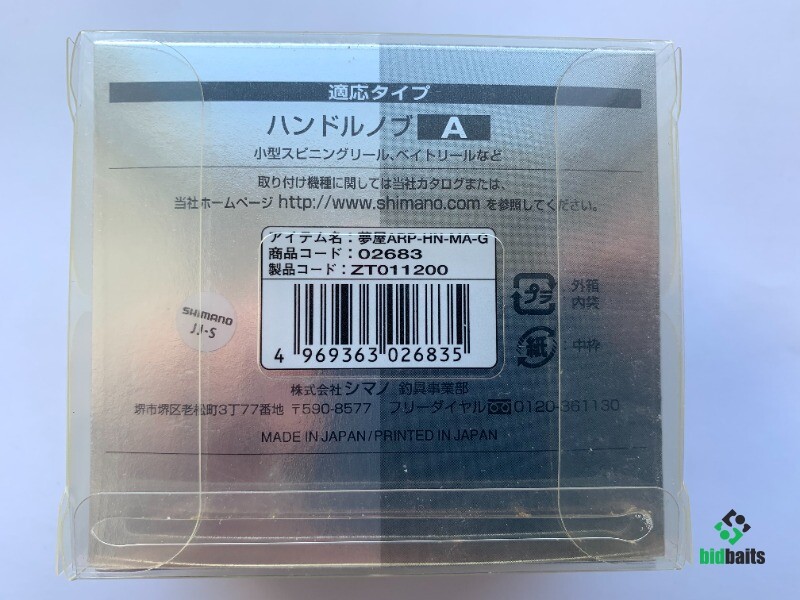 適応タイプ
ハンドルノブ A
小型スピニングリール、ベイトリールなど
取り付け機種に関しては当社カタログまたは、
当社ホームページ http://www.shimano.com を参照してください。
アイテム名：夢屋ARP-HN-MA-G
商品コード：02683
製品コード：ZT011200
4 969363 026835
SHIMANO
JJ-S
プラ 外箱
内袋
紙 ：中枠
株式会社シマノ 釣具事業部
堺市堺区老松町3丁77番地 〒590-8577 フリーダイヤル 0120-361130
MADE IN JAPAN/PRINTED IN JAPAN
bidbaits